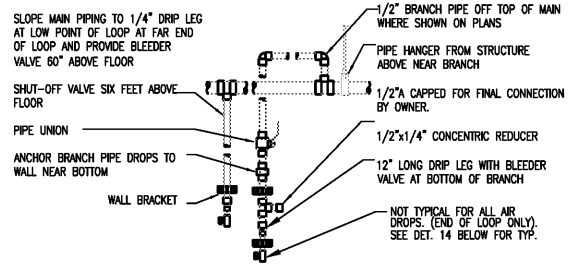 SLOPE MAIN PIPING TO 1/4" DRIP LEG
AT LOW POINT OF LOOP AT FAR END
OF LOOP AND PROVIDE BLEEDER
VALVE 60" ABOVE FLOOR
SHUT-OFF VALVE SIX FEET ABOVE
FLOOR
PIPE UNION
ANCHOR BRANCH PIPE DROPS TO
WALL NEAR BOTTOM
WALL BRACKET
1/2" BRANCH PIPE OFF TOP OF MAIN
WHERE SHOWN ON PLANS
PIPE HANGER FROM STRUCTURE
ABOVE NEAR BRANCH
1/2"A CAPPED FOR FINAL CONNECTION
BY OWNER.
1/2"x1/4" CONCENTRIC REDUCER
12" LONG DRIP LEG WITH BLEEDER
VALVE AT BOTTOM OF BRANCH
NOT TYPICAL FOR ALL AIR
DROPS. (END OF LOOP ONLY).
SEE DET. 14 BELOW FOR TYP.